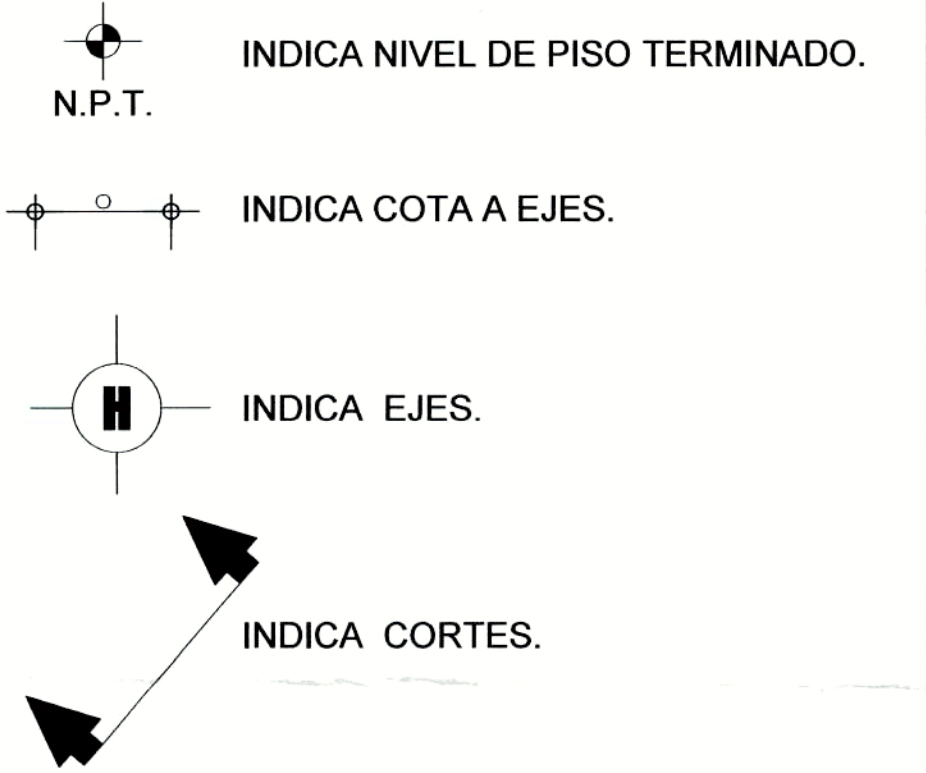 INDICA NIVEL DE PISO TERMINADO.
N.P.T.
INDICA COTA A EJES.
H
INDICA EJES.
INDICA CORTES.